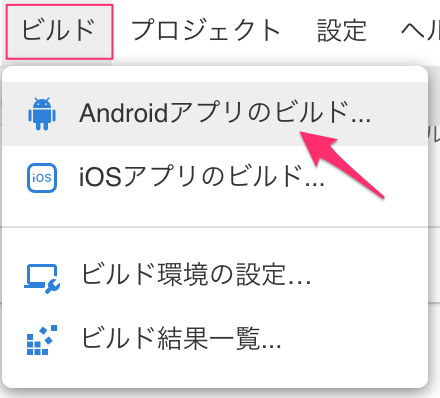 ビルド プロジェクト 設定 ヘル
Androidアプリのビルド...
ル
iOS iOSアプリのビルド...
ビルド環境の設定...
ビルド結果一覧...